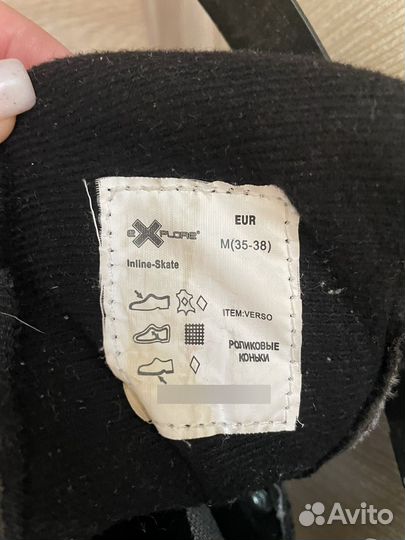 eXPLORE®
EUR
M(35-38)
Inline-Skate
ITEM:VERSO
РОЛИКОВЫЕ
КОНЬКИ
Avito